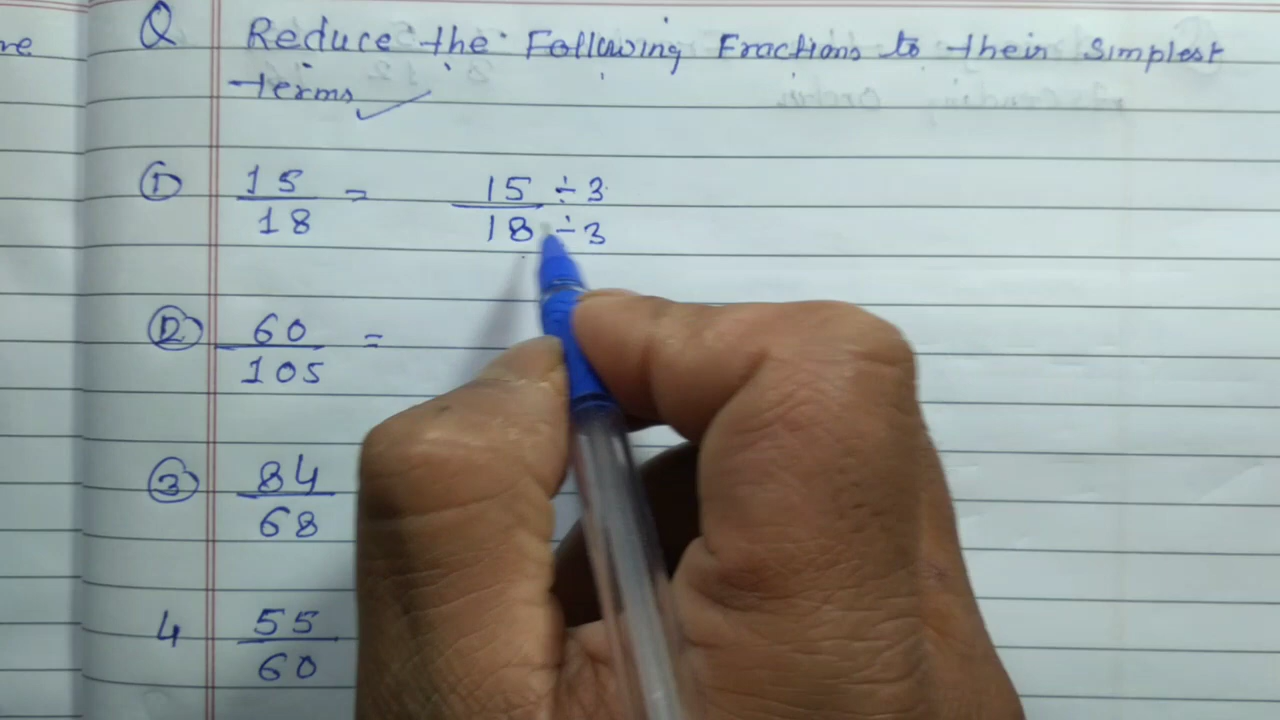 re
Q Reduce the Following Fractions to their Simplest
terms
① 15/18 = 15 ÷ 3 / 18 ÷ 3
② 60/105 =
③ 84/68
4 55/60